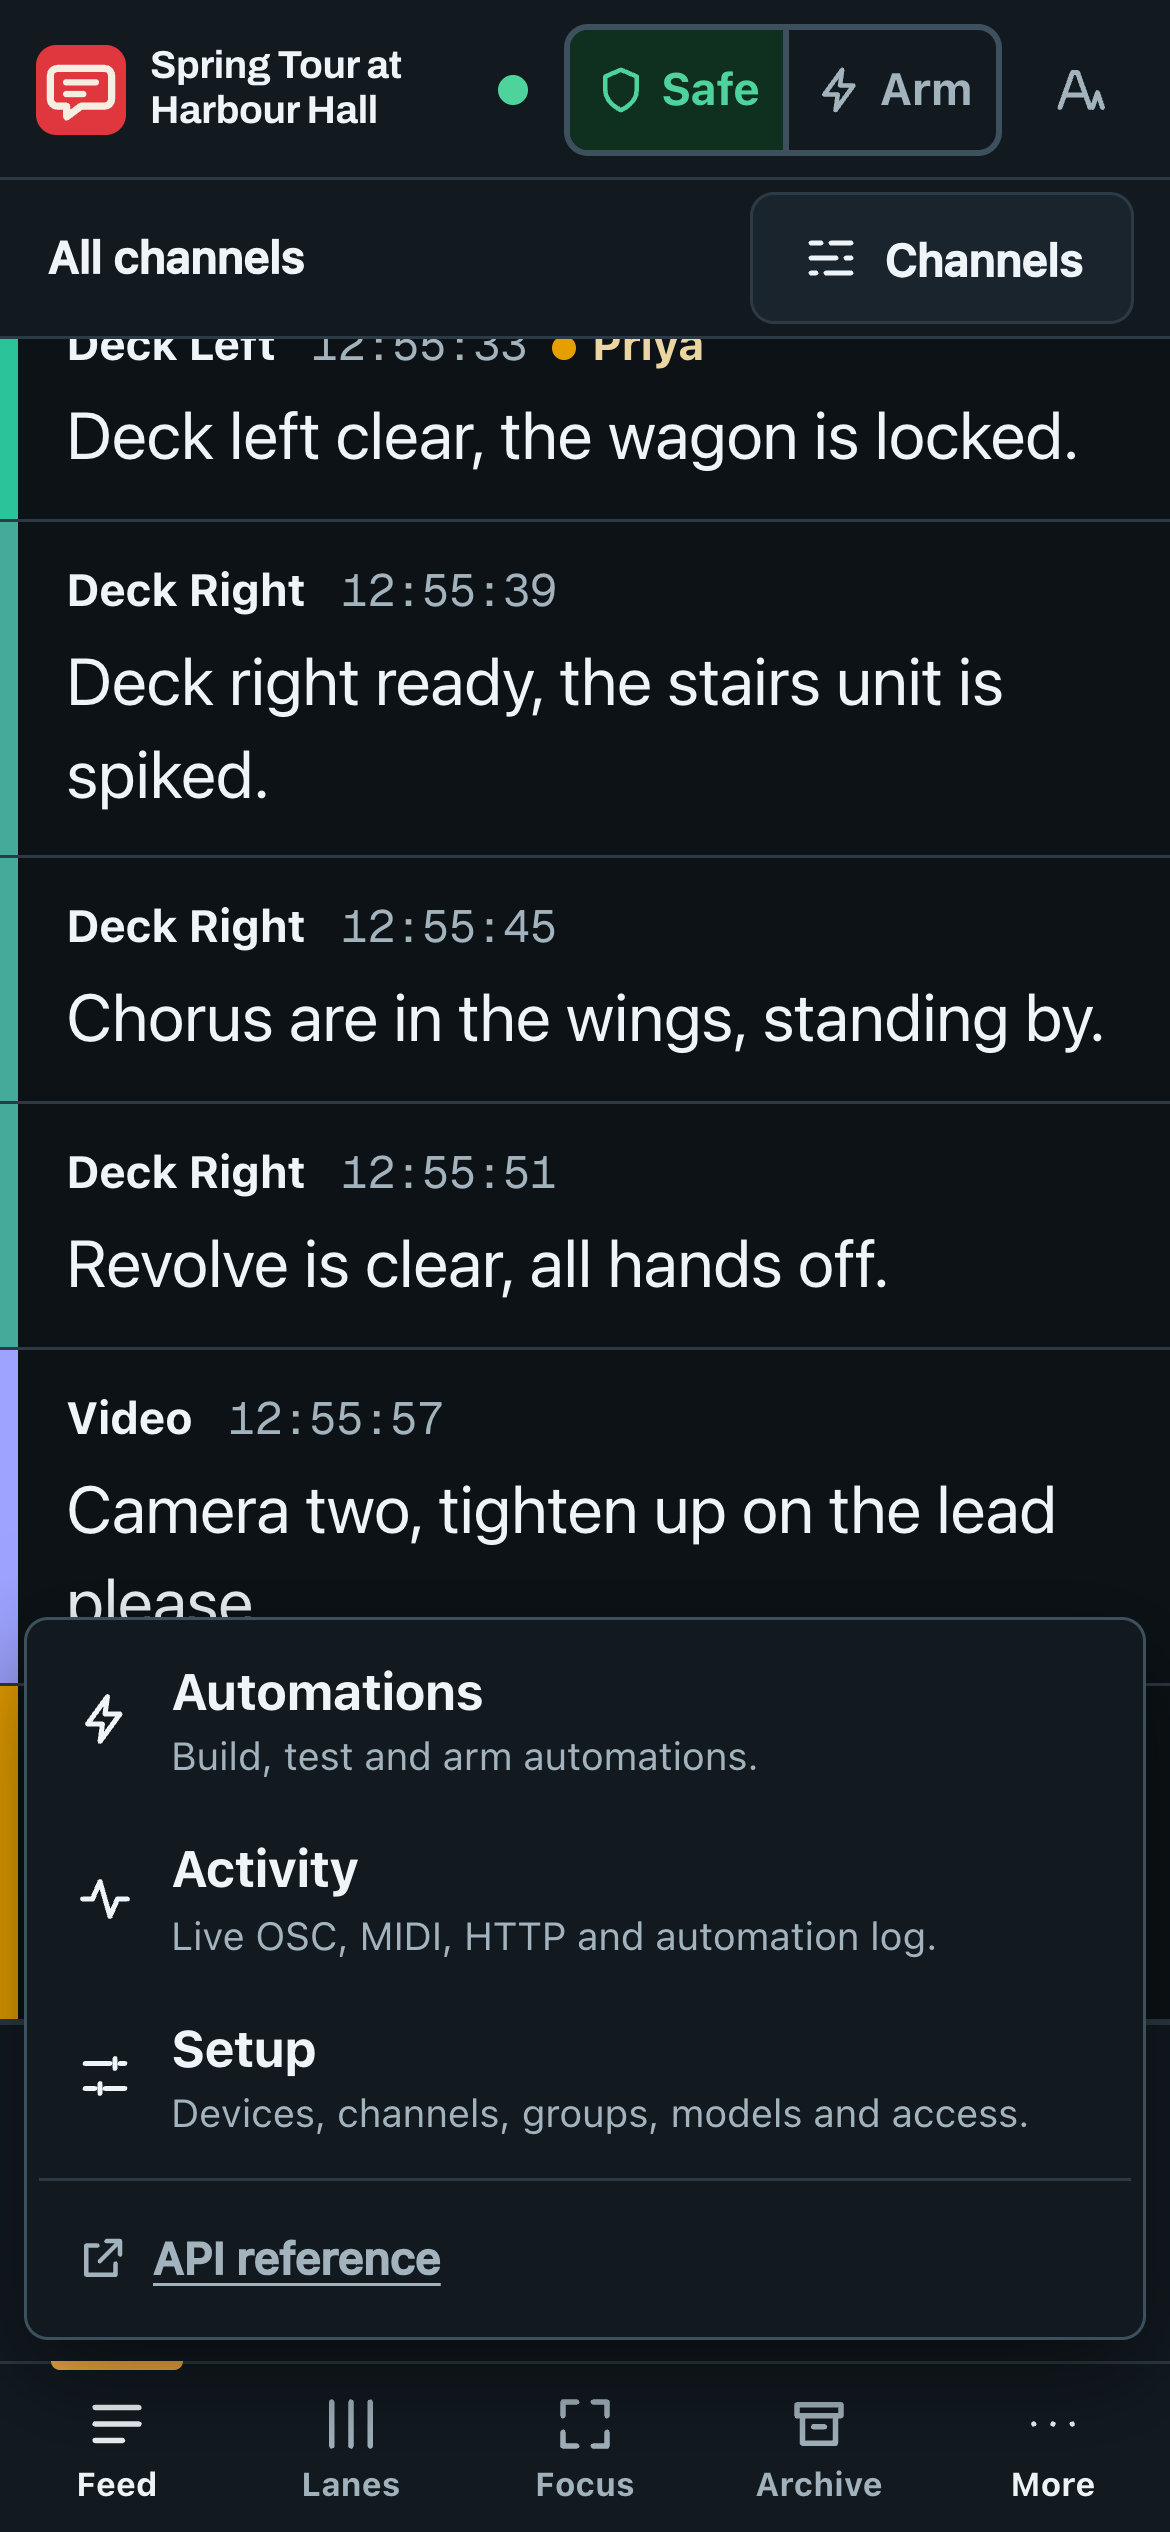 Spring Tour at
Harbour Hall
Safe
Arm
All channels
Channels
Deck Left 12:55:33 Priya
Deck left clear, the wagon is locked.
Deck Right 12:55:39
Deck right ready, the stairs unit is
spiked.
Deck Right 12:55:45
Chorus are in the wings, standing by.
Deck Right 12:55:51
Revolve is clear, all hands off.
Video 12:55:57
Camera two, tighten up on the lead
please
Automations
Build, test and arm automations.
Activity
Live OSC, MIDI, HTTP and automation log.
Setup
Devices, channels, groups, models and access.
API reference
Feed
Lanes
Focus
Archive
More